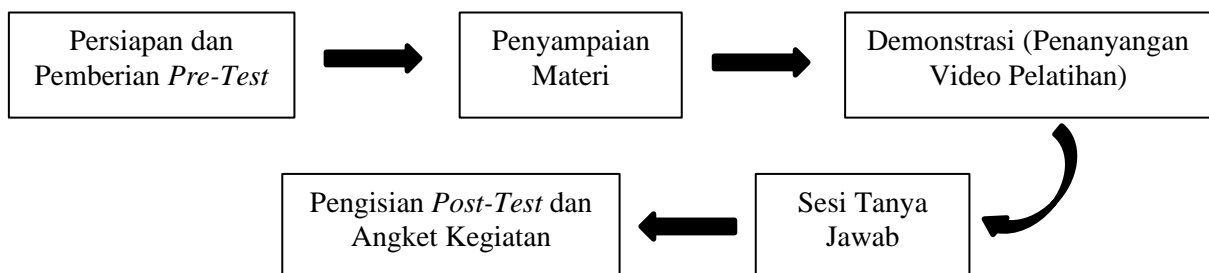 Persiapan dan
Pemberian Pre-Test
Penyampaian
Materi
Demonstrasi (Penanyangan
Video Pelatihan)
Sesi Tanya
Jawab
Pengisian Post-Test dan
Angket Kegiatan